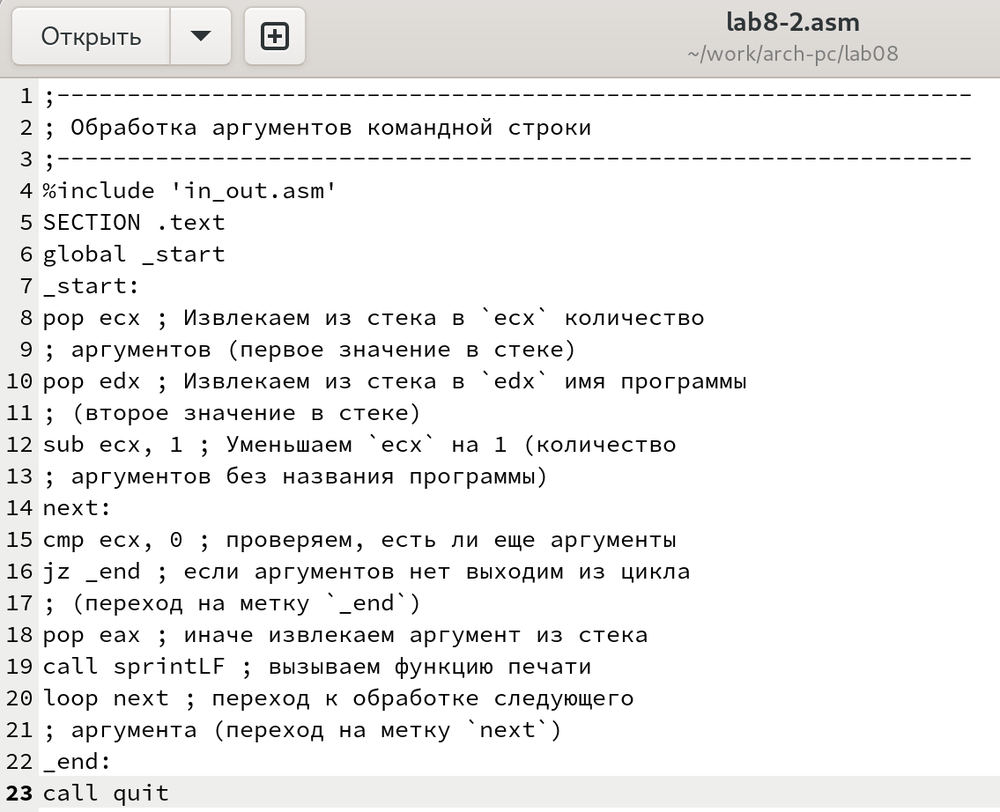 Открыть
lab8-2.asm
~/work/arch-pc/lab08
1 ;-----------------------------------------------------------------
2 ; Обработка аргументов командной строки
3 ;-----------------------------------------------------------------
4 %include 'in_out.asm'
5 SECTION .text
6 global _start
7 _start:
8 pop ecx ; Извлекаем из стека в `ecx` количество
9 ; аргументов (первое значение в стеке)
10 pop edx ; Извлекаем из стека в `edx` имя программы
11 ; (второе значение в стеке)
12 sub ecx, 1 ; Уменьшаем `ecx` на 1 (количество
13 ; аргументов без названия программы)
14 next:
15 cmp ecx, 0 ; проверяем, есть ли еще аргументы
16 jz _end ; если аргументов нет выходим из цикла
17 ; (переход на метку `_end`)
18 pop eax ; иначе извлекаем аргумент из стека
19 call sprintLF ; вызываем функцию печати
20 loop next ; переход к обработке следующего
21 ; аргумента (переход на метку `next`)
22 _end:
23 call quit